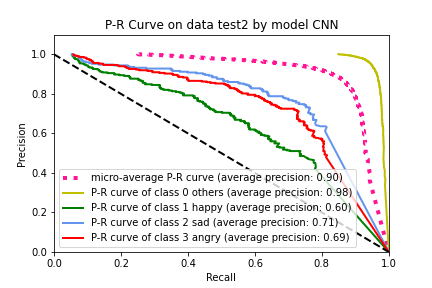 P-R Curve on data test2 by model CNN
Precision
1.0
0.8
0.6
0.4
0.2
0.0
micro-average P-R curve (average precision: 0.90)
P-R curve of class 0 others (average precision: 0.98)
P-R curve of class 1 happy (average precision: 0.60)
P-R curve of class 2 sad (average precision: 0.71)
P-R curve of class 3 angry (average precision: 0.69)
0.0 0.2 0.4 0.6 0.8 1.0
Recall